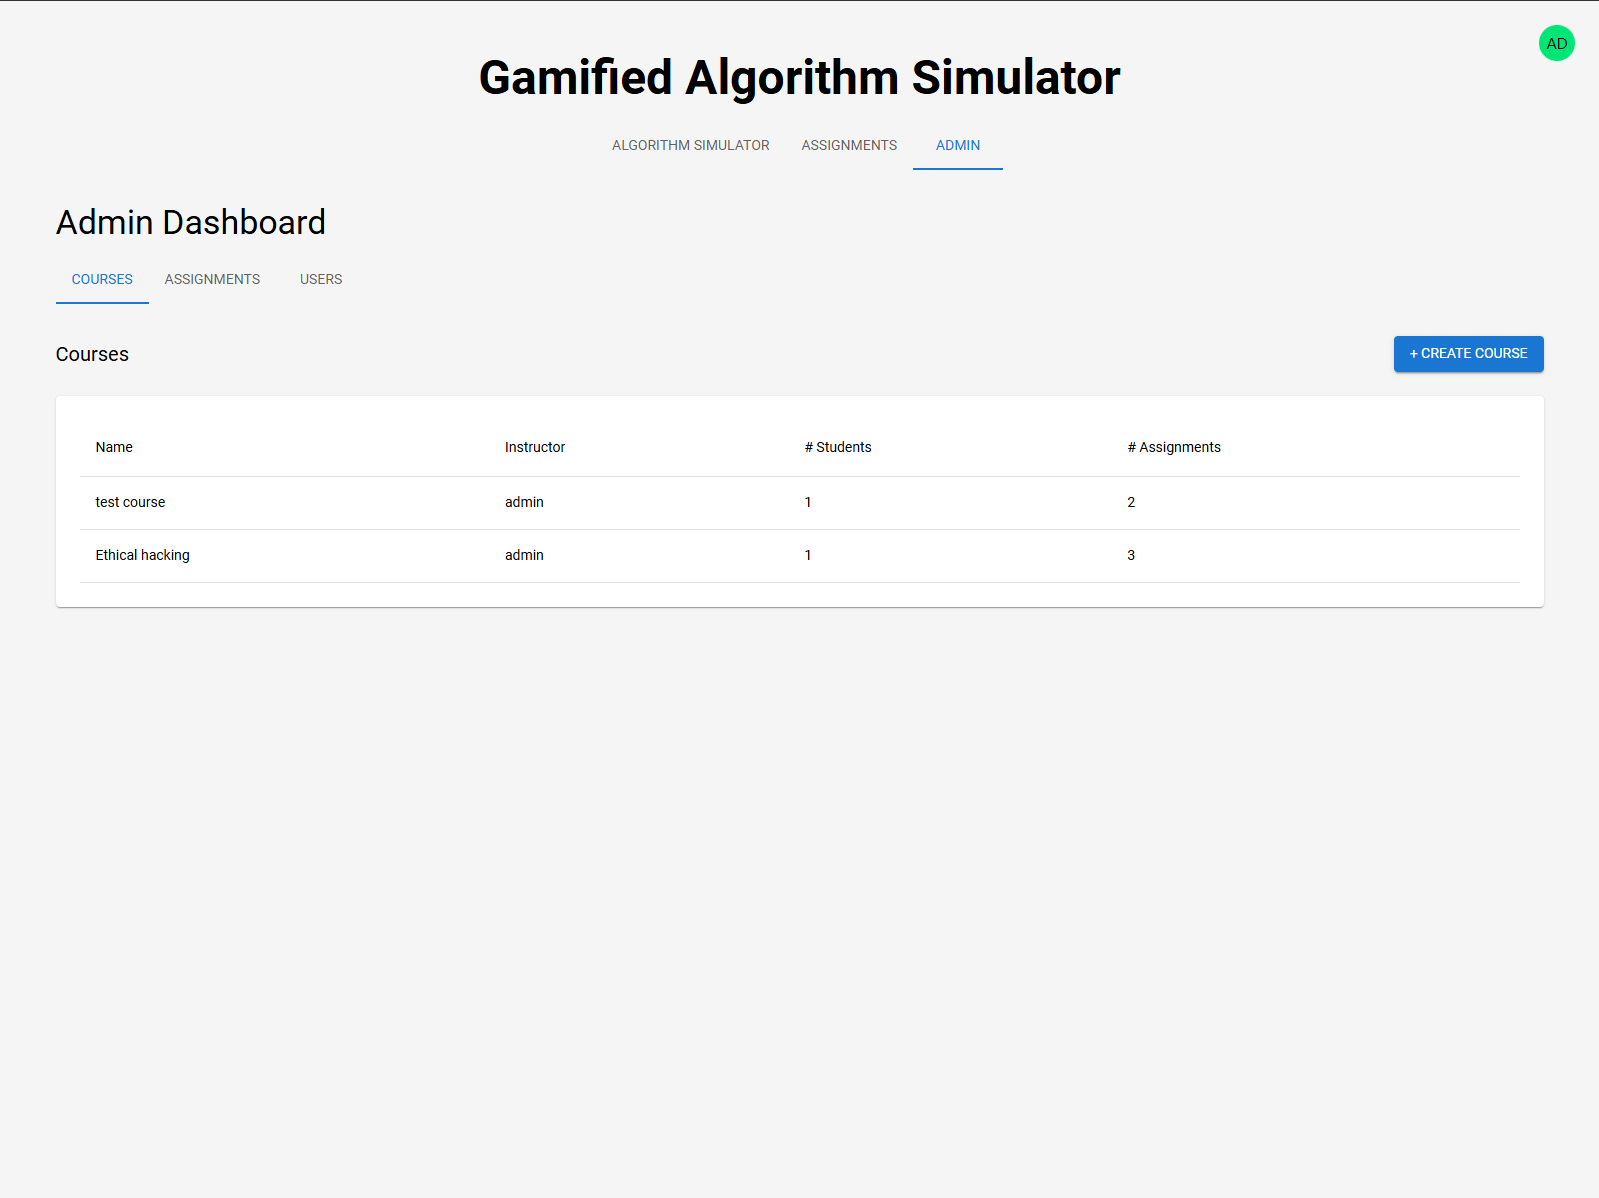 AD
Gamified Algorithm Simulator
ALGORITHM SIMULATOR ASSIGNMENTS ADMIN
Admin Dashboard
COURSES ASSIGNMENTS USERS
Courses + CREATE COURSE
Name Instructor # Students # Assignments
test course admin 1 2
Ethical hacking admin 1 3